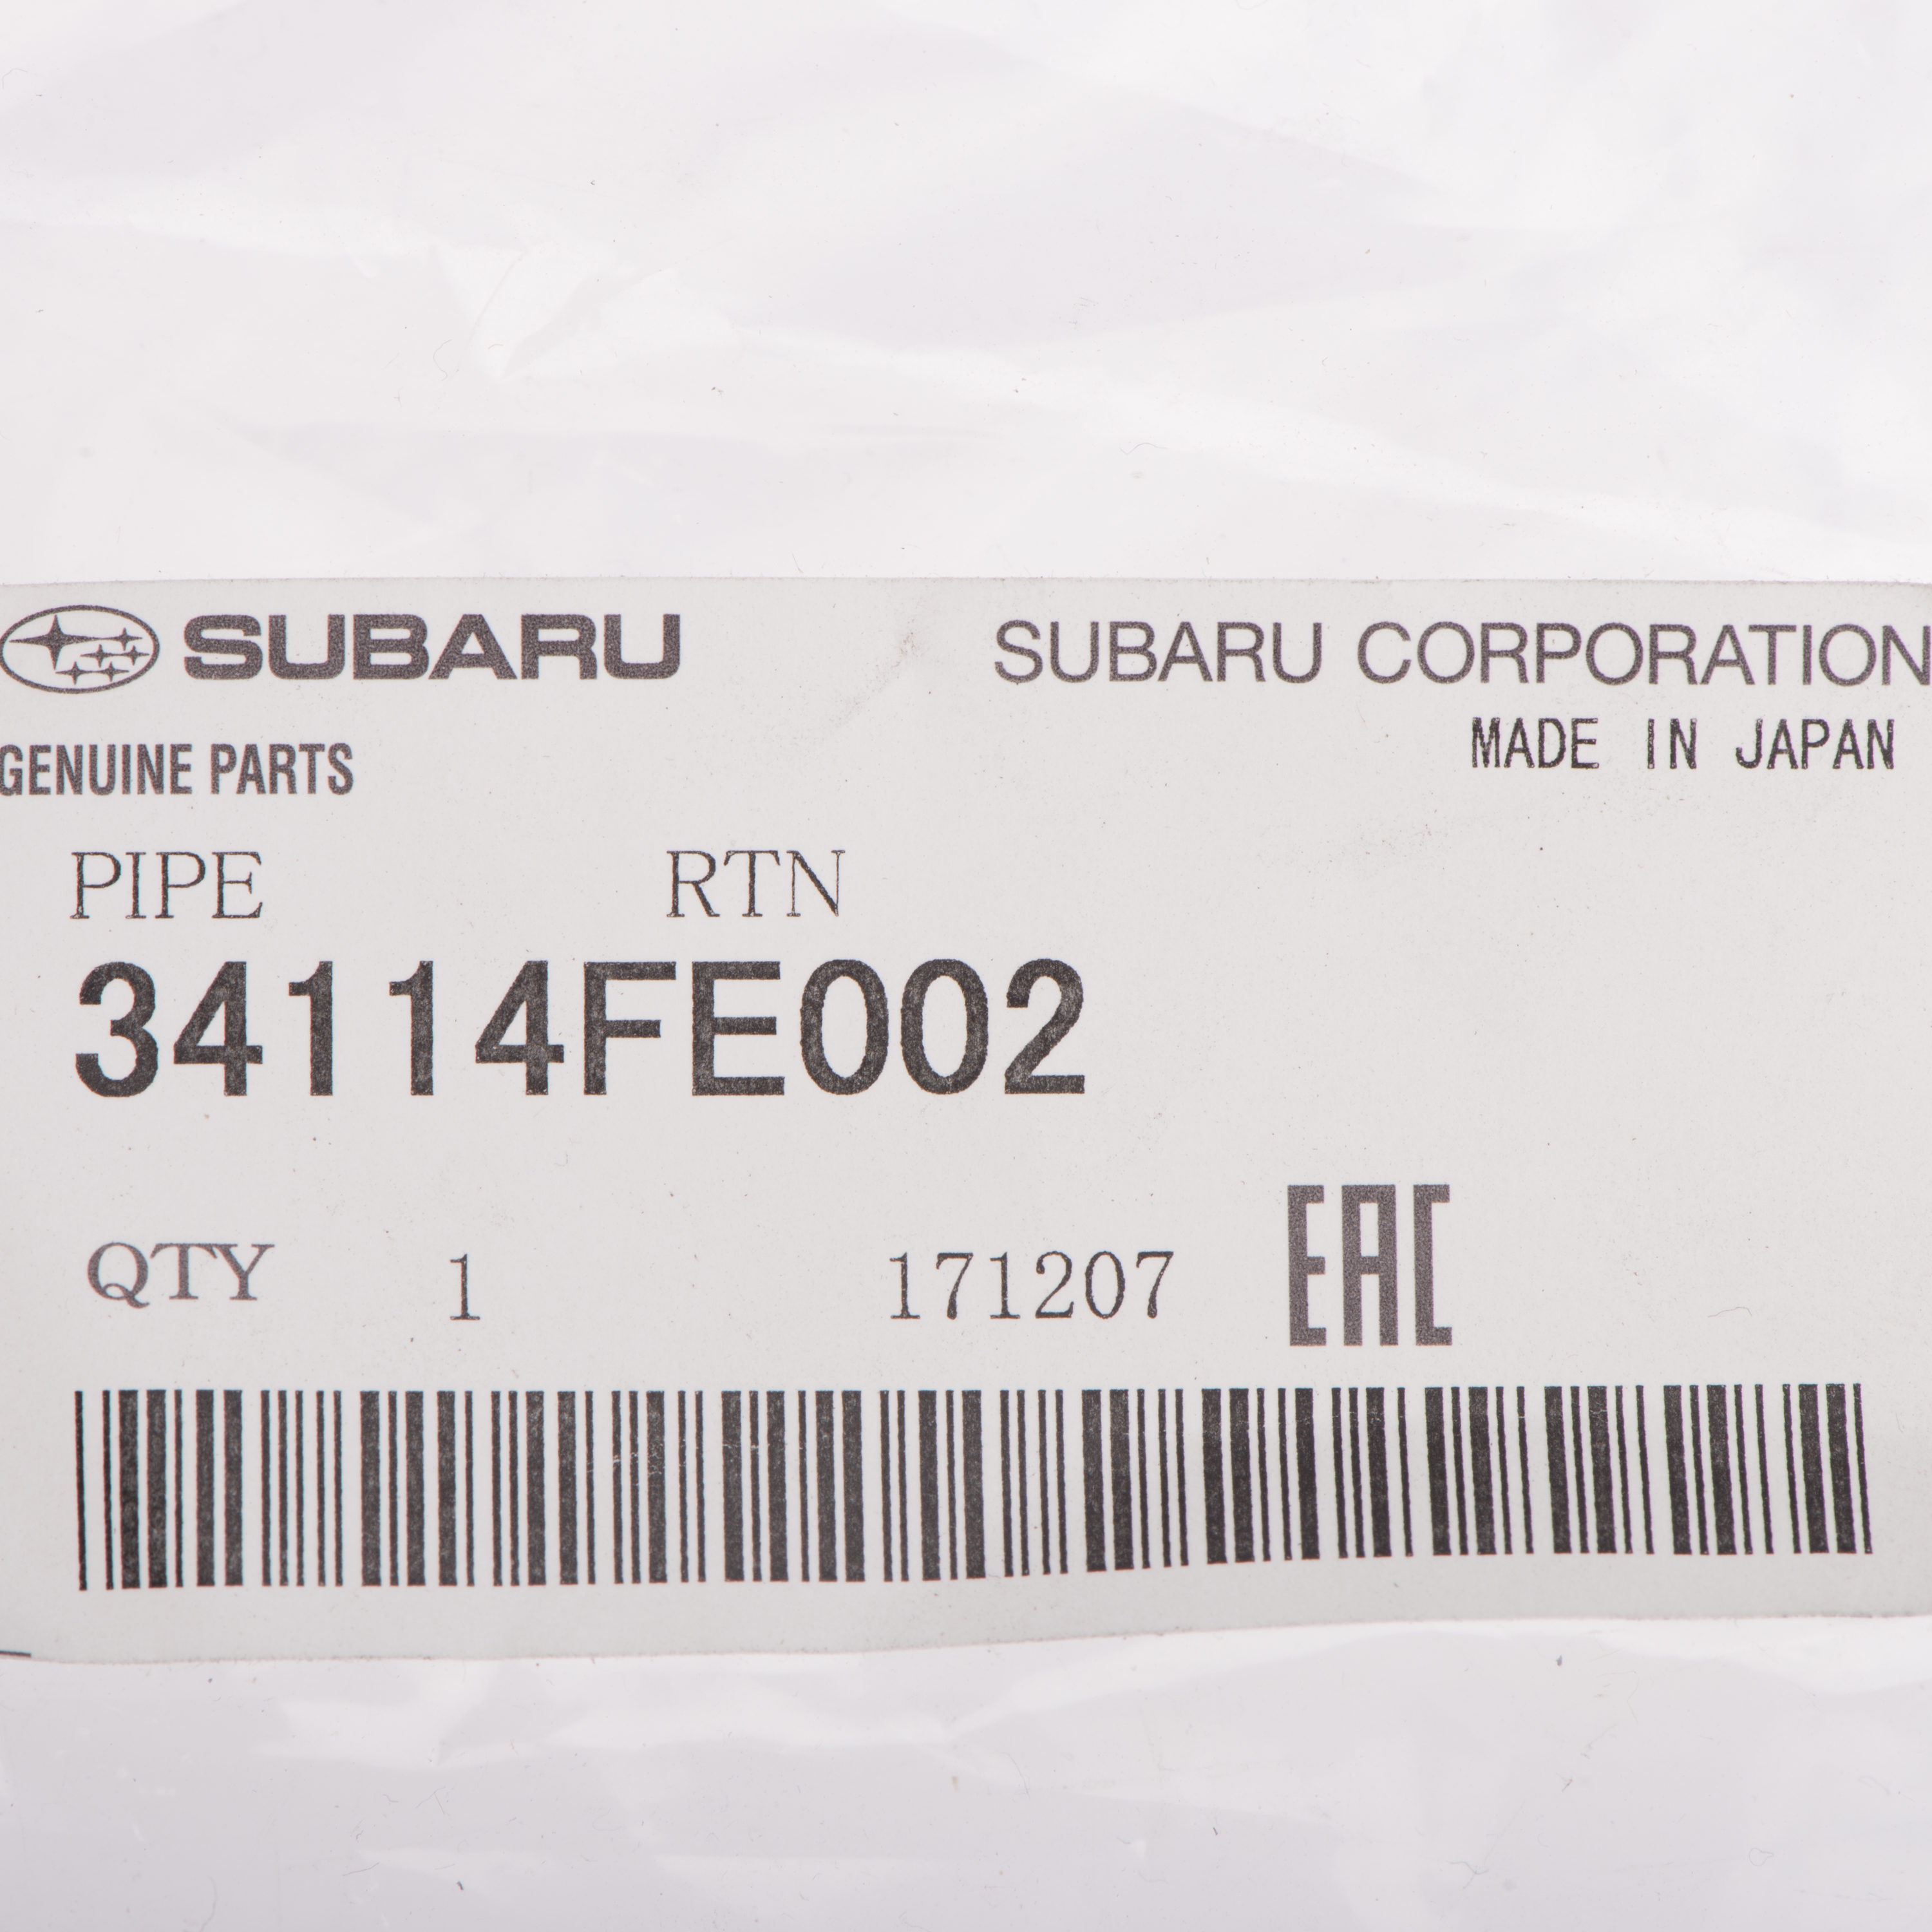 SUBARU SUBARU CORPORATION
GENUINE PARTS MADE IN JAPAN
PIPE RTN
34114FE002
QTY 1 171207 EAC